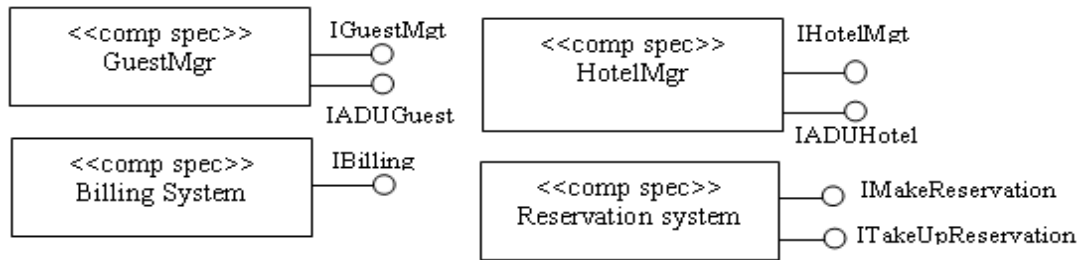 <<comp spec>>
GuestMgr
IGuestMgt
IADUGuest
<<comp spec>>
HotelMgr
IHotelMgt
IADUHotel
<<comp spec>>
Billing System
IBilling
<<comp spec>>
Reservation system
IMakeReservation
ITakeUpReservation